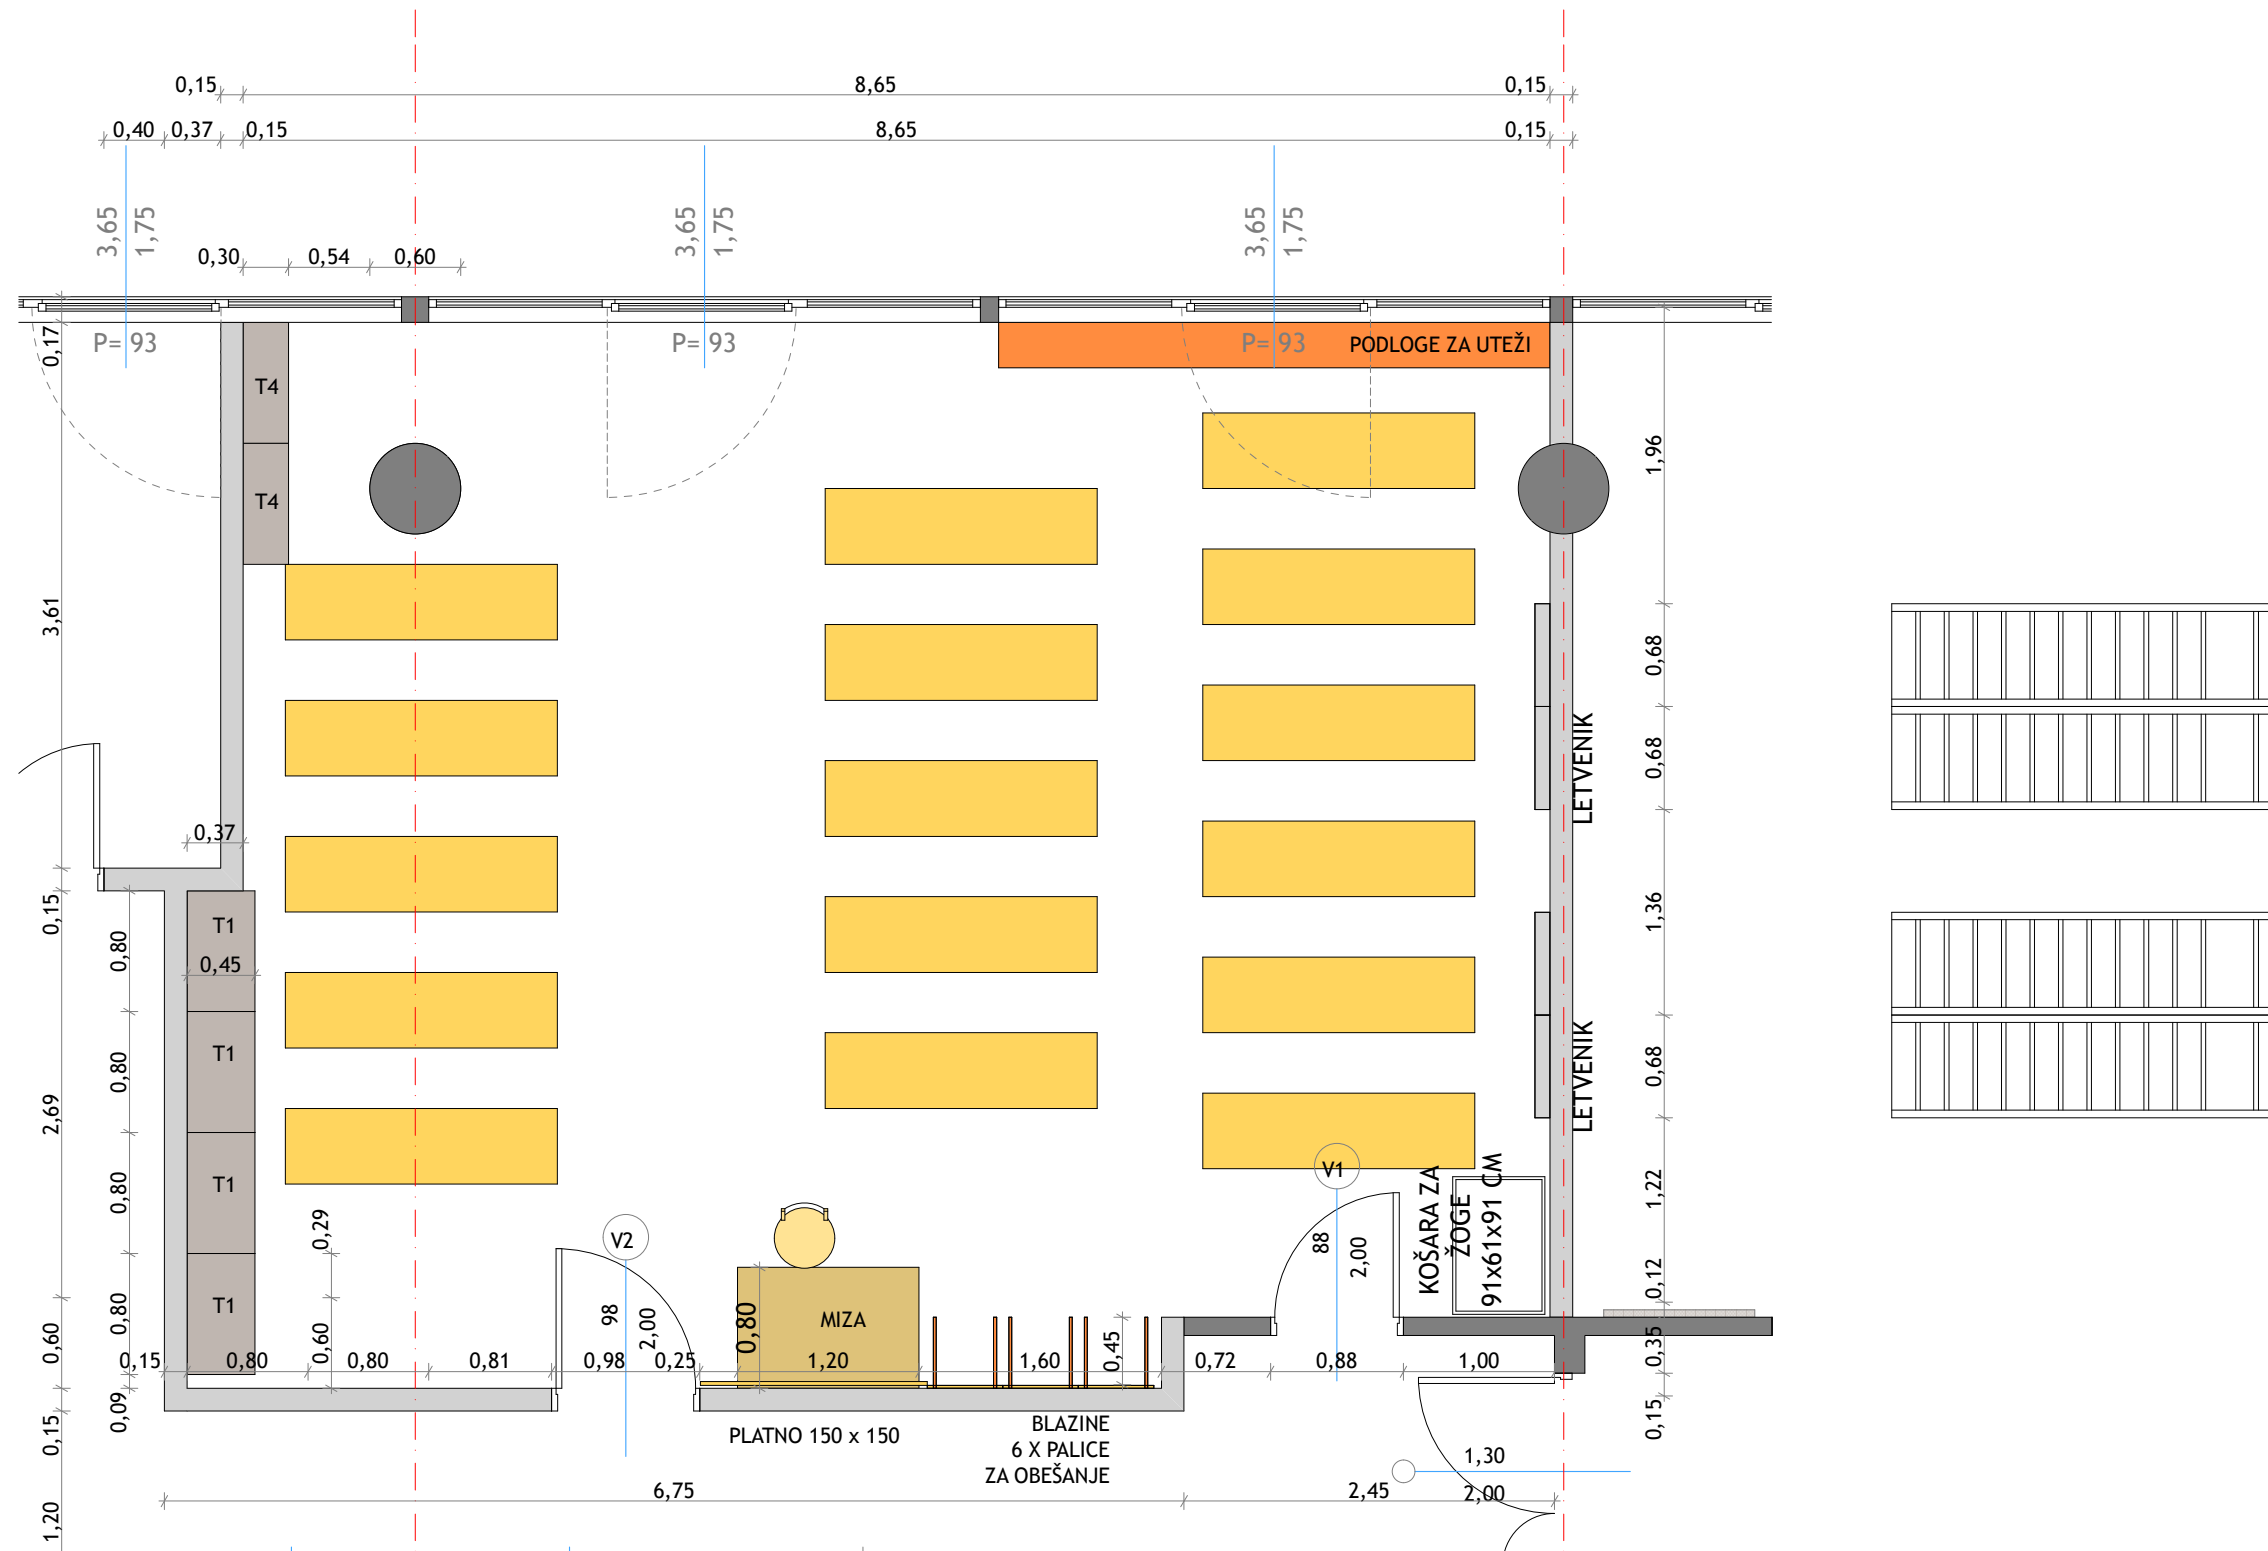 0,15 8,65 0,15
0,40 0,37 0,15 8,65 0,15
3,65 1,75 3,65 1,75 3,65 1,75
0,30 0,54 0,60
P= 93 P= 93 P= 93 PODLOGE ZA UTEŽI
0,17
T4
T4
1,96
3,61
0,68
0,68
LETVENIK
0,37
0,15
T1
0,80
0,45
1,36
T1
0,80
LETVENIK
0,68
2,69
T1
0,80
0,29
V2
V1
KOŠARA ZA
ŽOGE
91x61x91 CM
1,22
88
2,00
0,12
T1
0,80
0,60
0,60
98
2,00
0,80
MIZA
0,45
0,35
0,15 0,80 0,80 0,81 0,98 0,25 1,20 1,60 0,72 0,88 1,00
0,09
0,15
PLATNO 150 x 150
BLAZINE
6 X PALICE
ZA OBEŠANJE
0,15
1,30
2,00
6,75 2,45
1,20